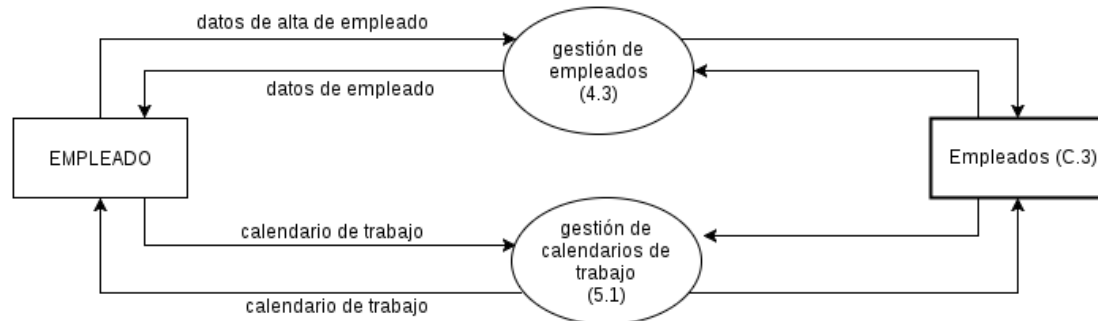 datos de alta de empleado
gestión de
empleados
(4.3)
datos de empleado
EMPLEADO
Empleados (C.3)
calendario de trabajo
gestión de
calendarios de
trabajo
(5.1)
calendario de trabajo